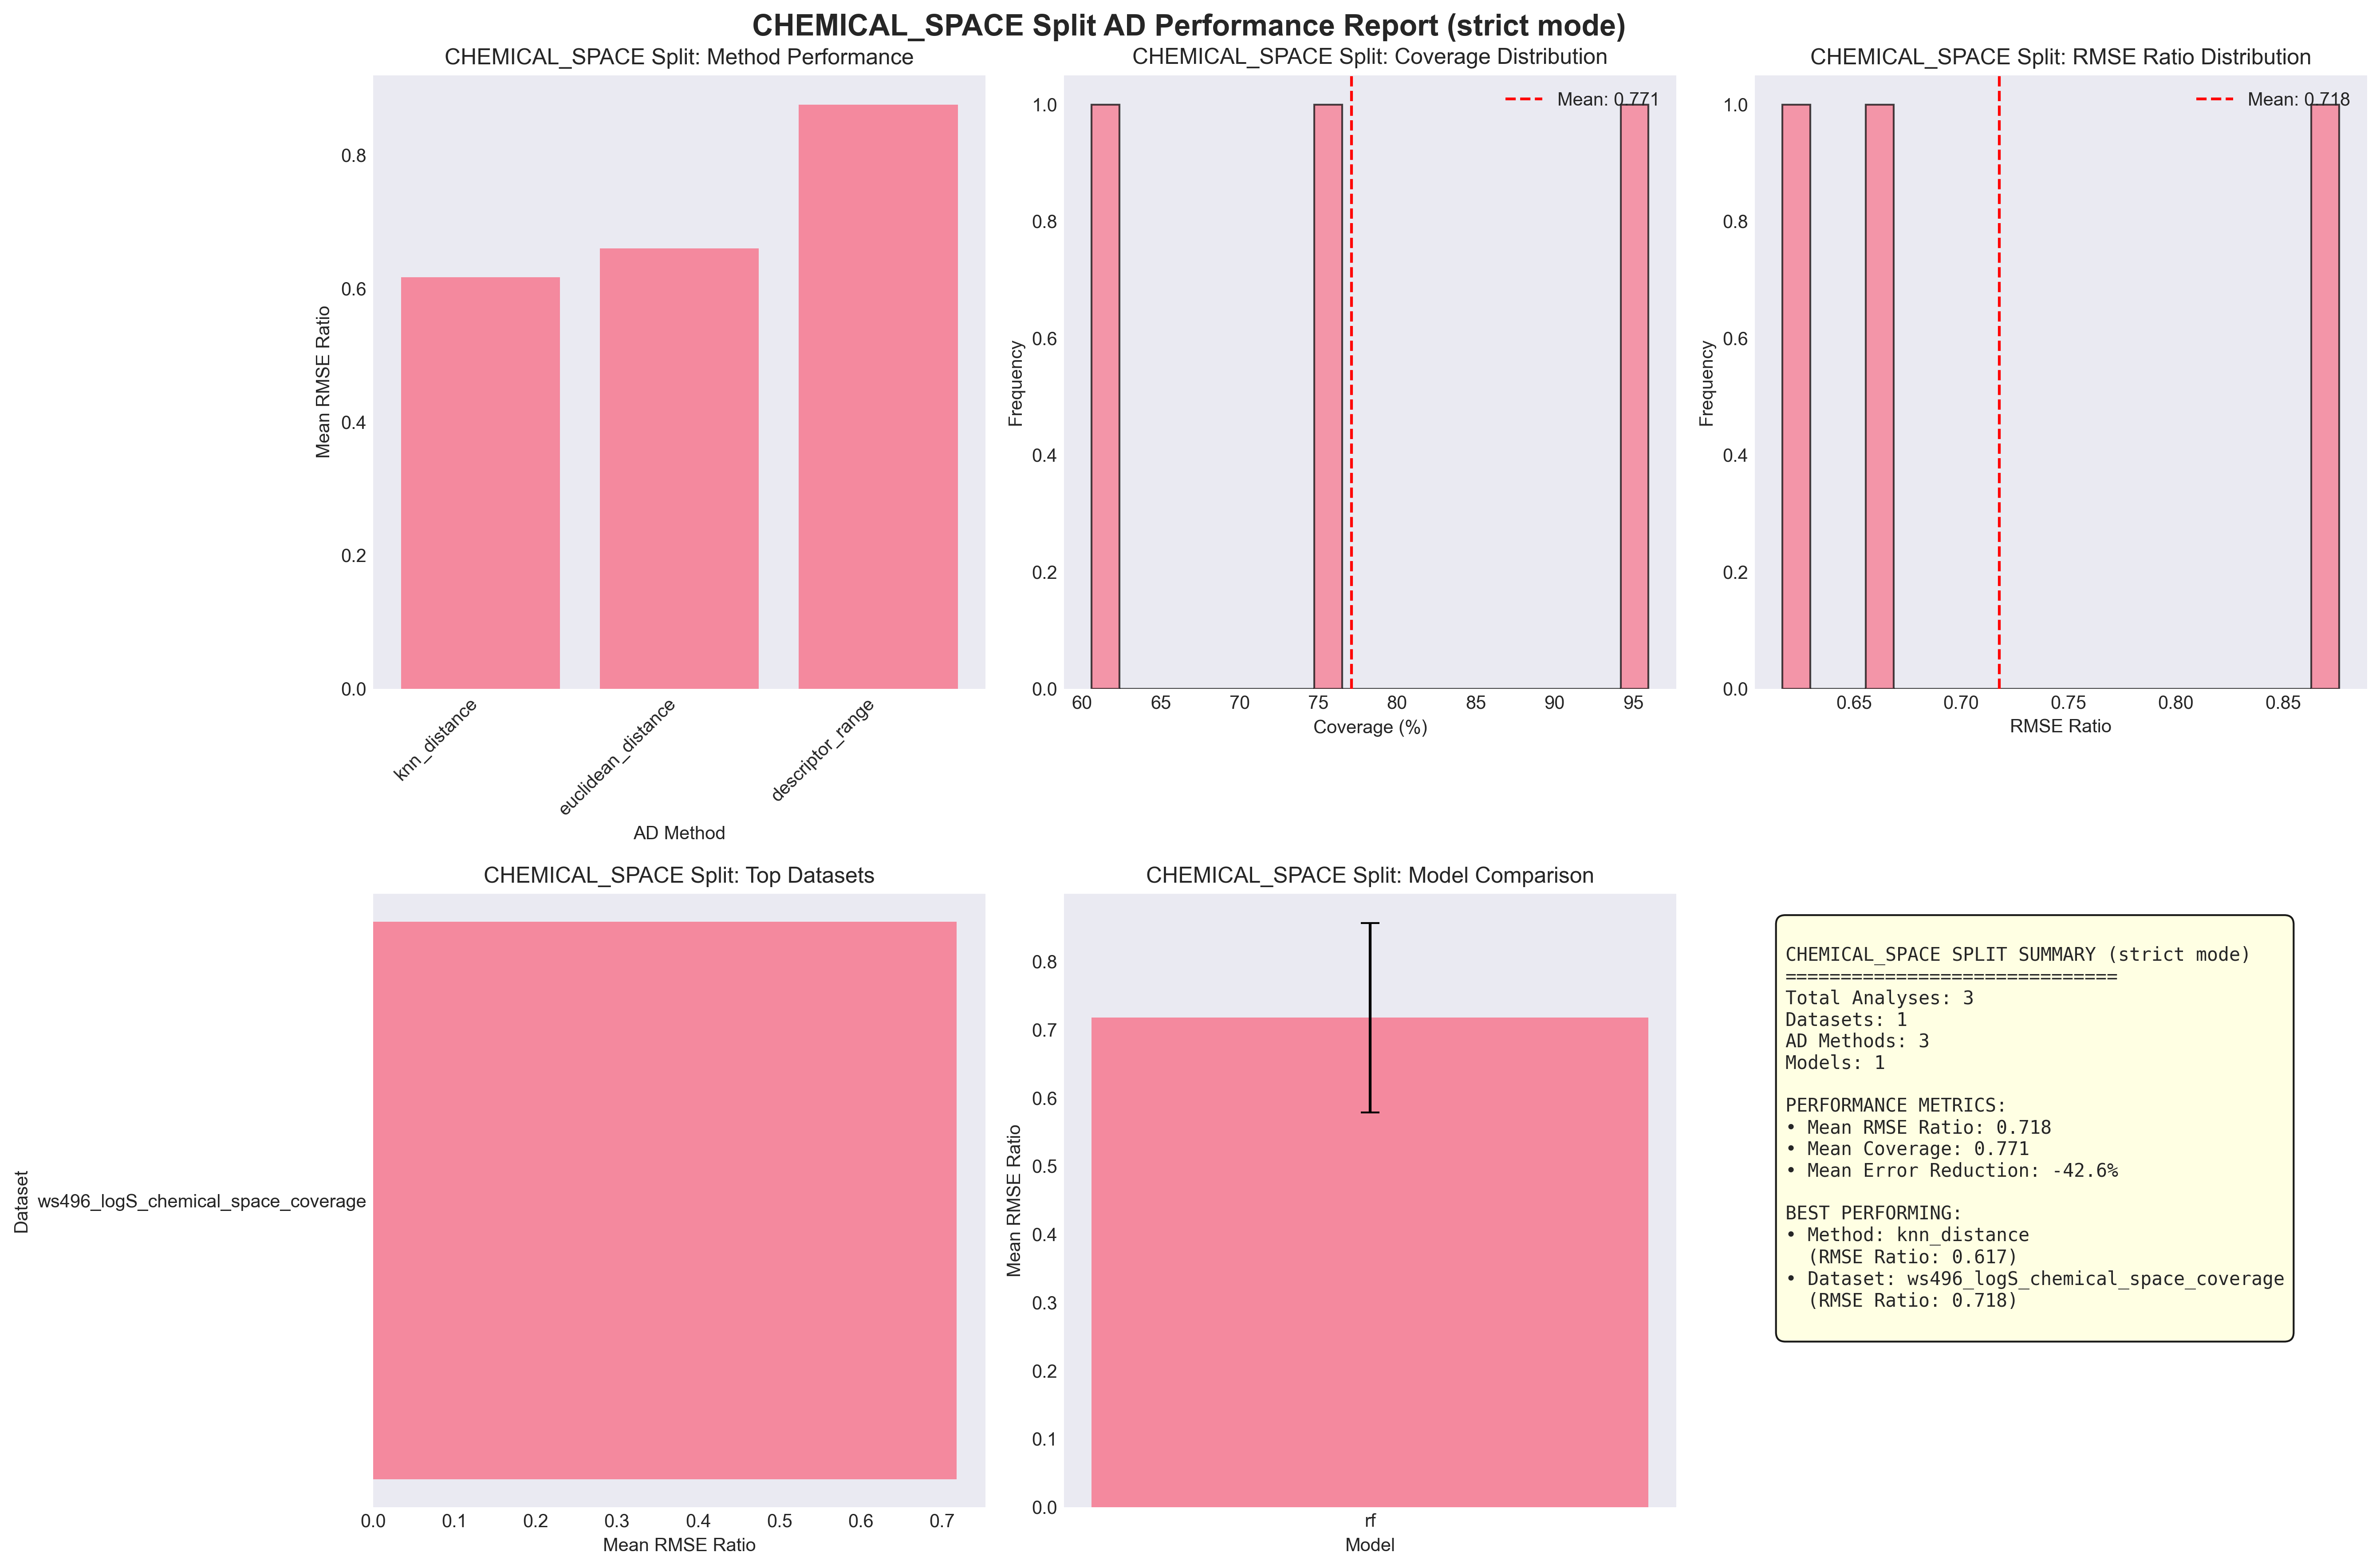 CHEMICAL_SPACE Split AD Performance Report (strict mode)
CHEMICAL_SPACE Split: Method Performance
Mean RMSE Ratio
0.8
0.6
0.4
0.2
0.0
knn_distance
euclidean_distance
descriptor_range
AD Method
CHEMICAL_SPACE Split: Coverage Distribution
Mean: 0.771
Frequency
1.0
0.8
0.6
0.4
0.2
0.0
60 65 70 75 80 85 90 95
Coverage (%)
CHEMICAL_SPACE Split: RMSE Ratio Distribution
Mean: 0.718
Frequency
1.0
0.8
0.6
0.4
0.2
0.0
0.65 0.70 0.75 0.80 0.85
RMSE Ratio
CHEMICAL_SPACE Split: Top Datasets
Dataset
ws496_logS_chemical_space_coverage
0.0 0.1 0.2 0.3 0.4 0.5 0.6 0.7
Mean RMSE Ratio
CHEMICAL_SPACE Split: Model Comparison
Mean RMSE Ratio
0.8
0.7
0.6
0.5
0.4
0.3
0.2
0.1
0.0
rf
Model
CHEMICAL_SPACE SPLIT SUMMARY (strict mode)
==============================
Total Analyses: 3
Datasets: 1
AD Methods: 3
Models: 1
PERFORMANCE METRICS:
• Mean RMSE Ratio: 0.718
• Mean Coverage: 0.771
• Mean Error Reduction: -42.6%
BEST PERFORMING:
• Method: knn_distance
(RMSE Ratio: 0.617)
• Dataset: ws496_logS_chemical_space_coverage
(RMSE Ratio: 0.718)